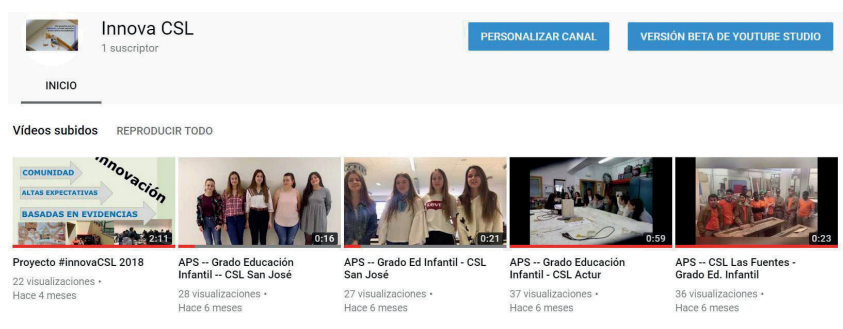 Innova CSL
1 suscriptor
PERSONALIZAR CANAL
VERSIÓN BETA DE YOUTUBE STUDIO
INICIO
Vídeos subidos
REPRODUCIR TODO
COMUNIDAD
ALTAS EXPECTATIVAS
BASADAS EN EVIDENCIAS
nnovación
2:11
0:16
LEVI'S
0:21
0:59
0:23
Proyecto #innovaCSL 2018
22 visualizaciones •
Hace 4 meses
APS -- Grado Educación
Infantil -- CSL San José
28 visualizaciones •
Hace 6 meses
APS -- Grado Ed Infantil - CSL
San José
27 visualizaciones •
Hace 6 meses
APS -- Grado Educación
Infantil - CSL Actur
37 visualizaciones •
Hace 6 meses
APS -- CSL Las Fuentes -
Grado Ed. Infantil
36 visualizaciones •
Hace 6 meses